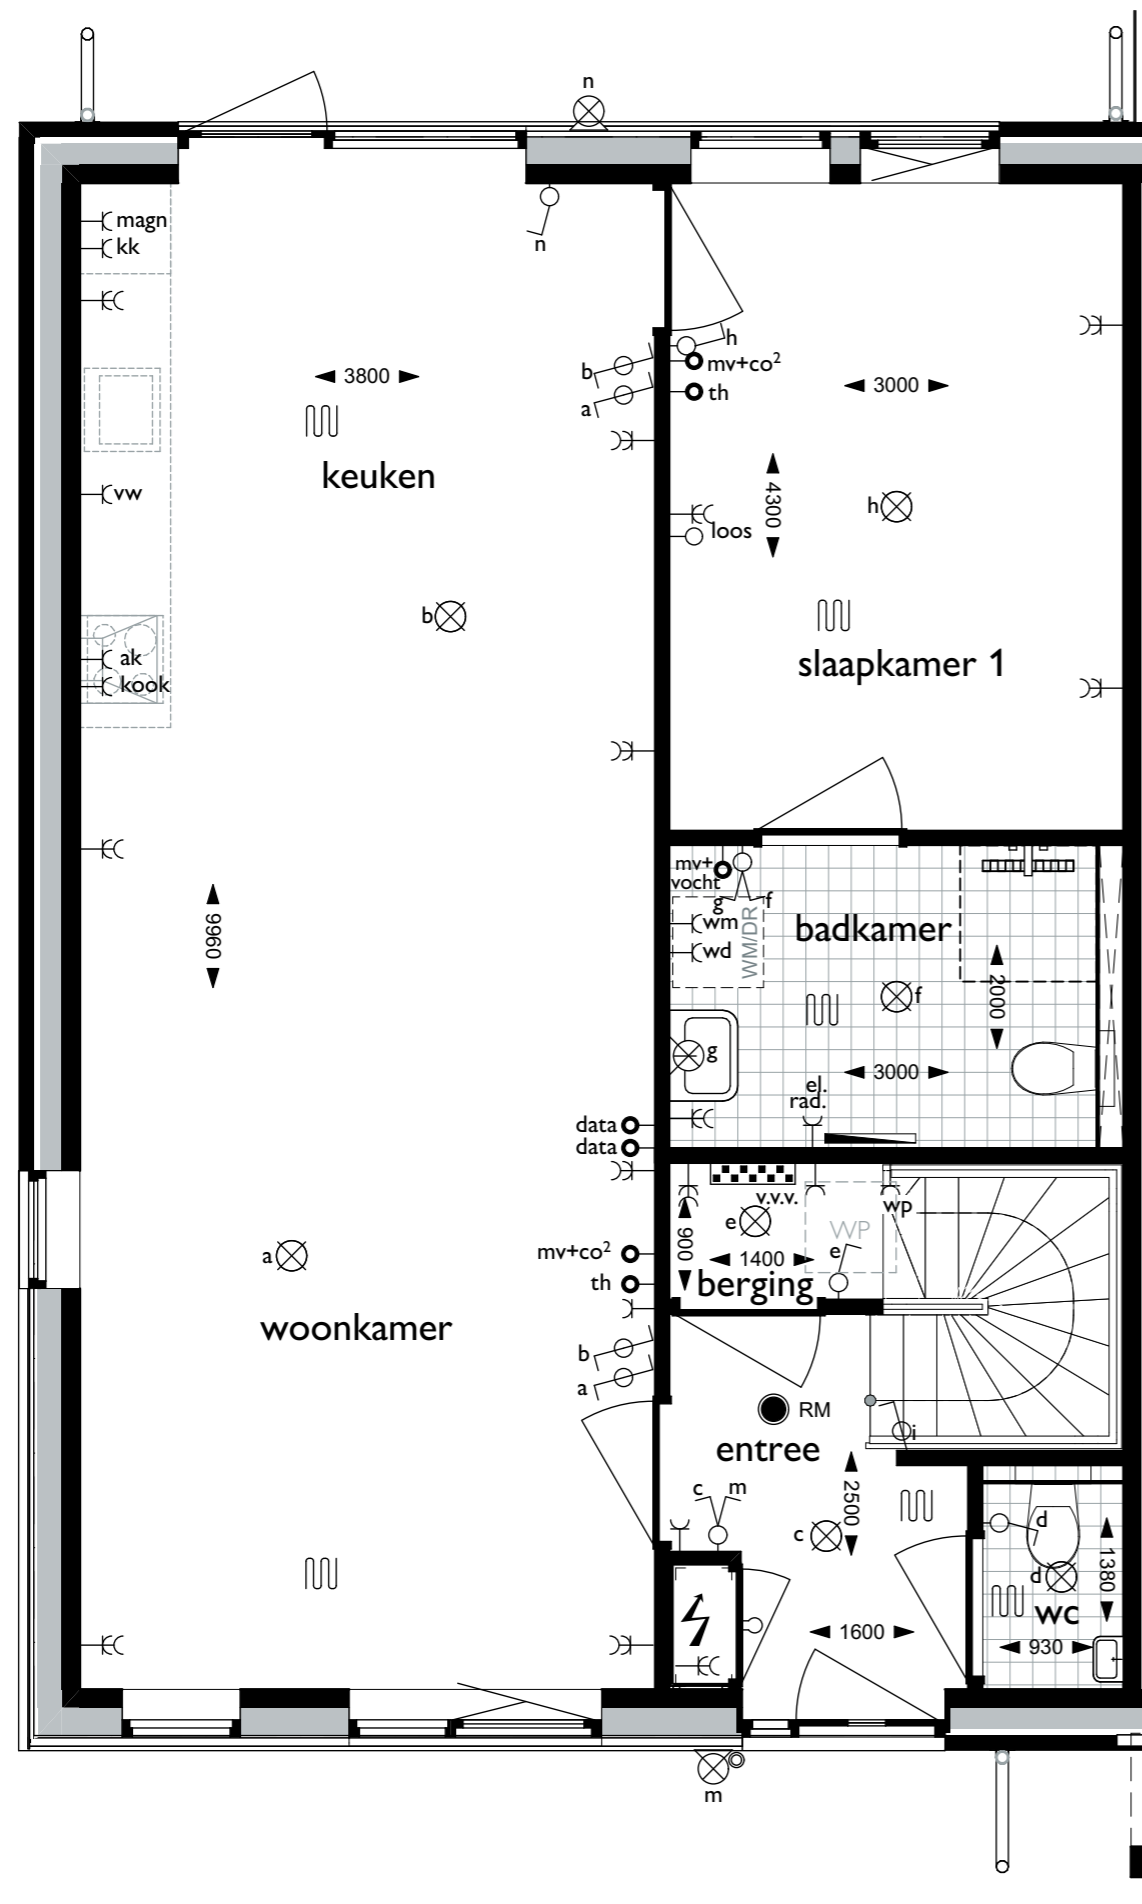 n
magn
kk
n
h
b
mv+co²
3800
3000
th
a
keuken
4300
vw
h
loos
b
ak
slaapkamer 1
kook
mv+
vocht
g
f
9960
wm
WM/DR
badkamer
wd
2000
f
g
3000
el.
rad.
data
data
v.v.v.
wp
e
WP
900
e
mv+co²
1400
a
th
berging
woonkamer
b
a
RM
i
entree
c
m
2500
d
c
1380
d
wc
1600
930
m